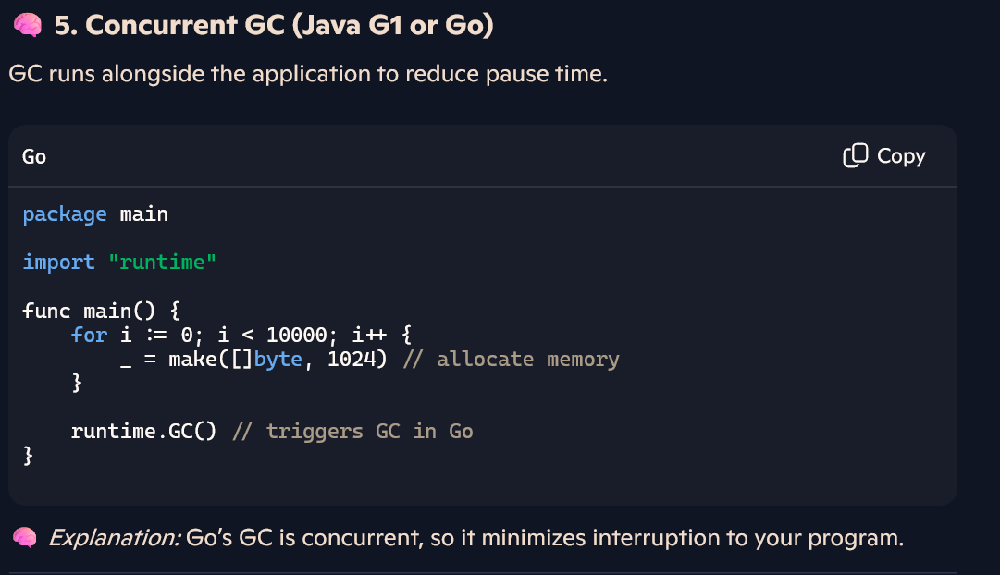 🧠 5. Concurrent GC (Java G1 or Go)
GC runs alongside the application to reduce pause time.
Go
Copy
package main
import "runtime"
func main() {
    for i := 0; i < 10000; i++ {
        _ = make([]byte, 1024) // allocate memory
    }
    runtime.GC() // triggers GC in Go
}
🧠 Explanation: Go’s GC is concurrent, so it minimizes interruption to your program.